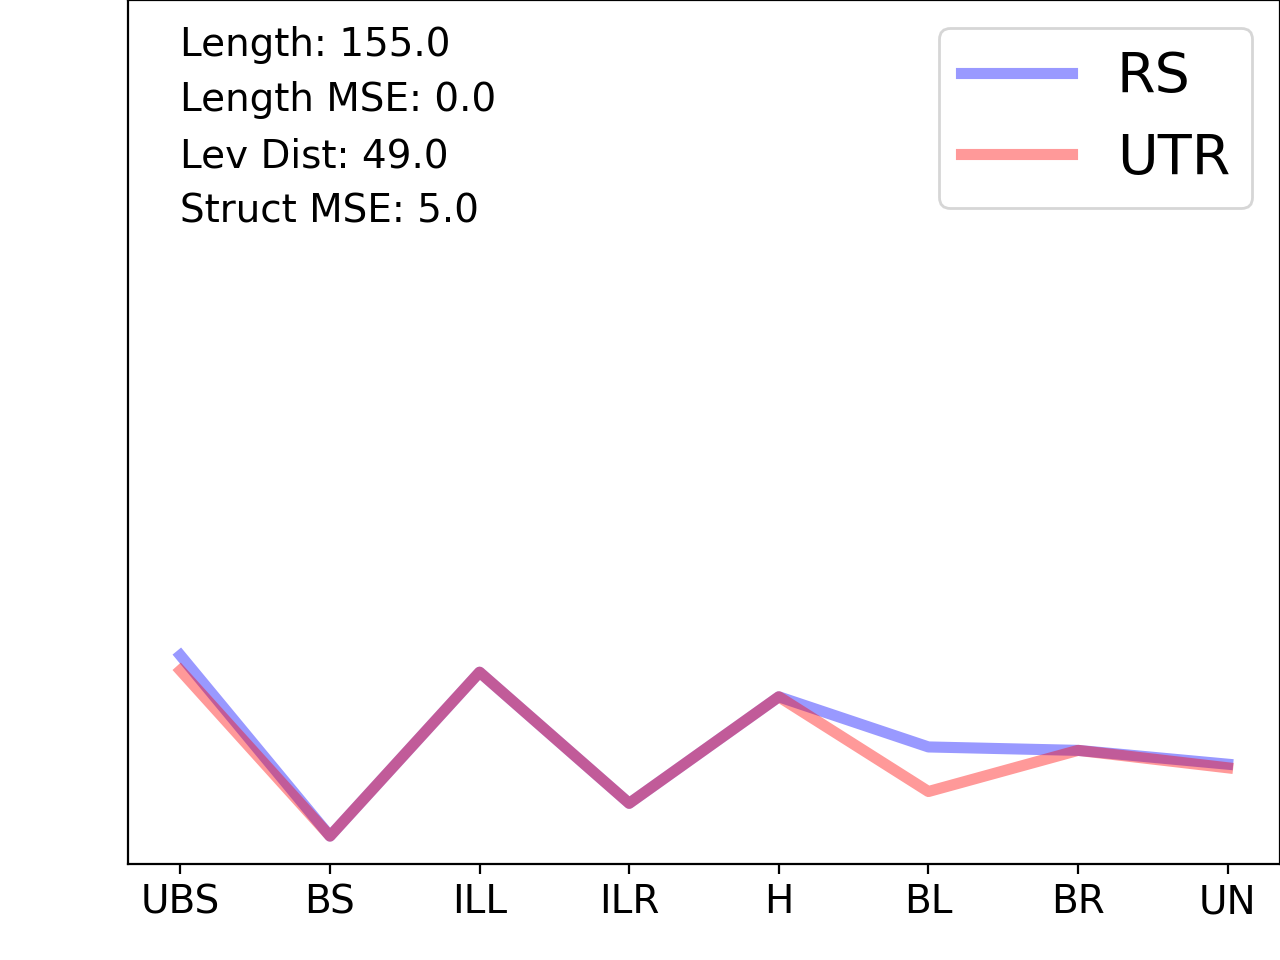 Length: 155.0
Length MSE: 0.0
Lev Dist: 49.0
Struct MSE: 5.0
RS
UTR
UBS BS ILL ILR H BL BR UN